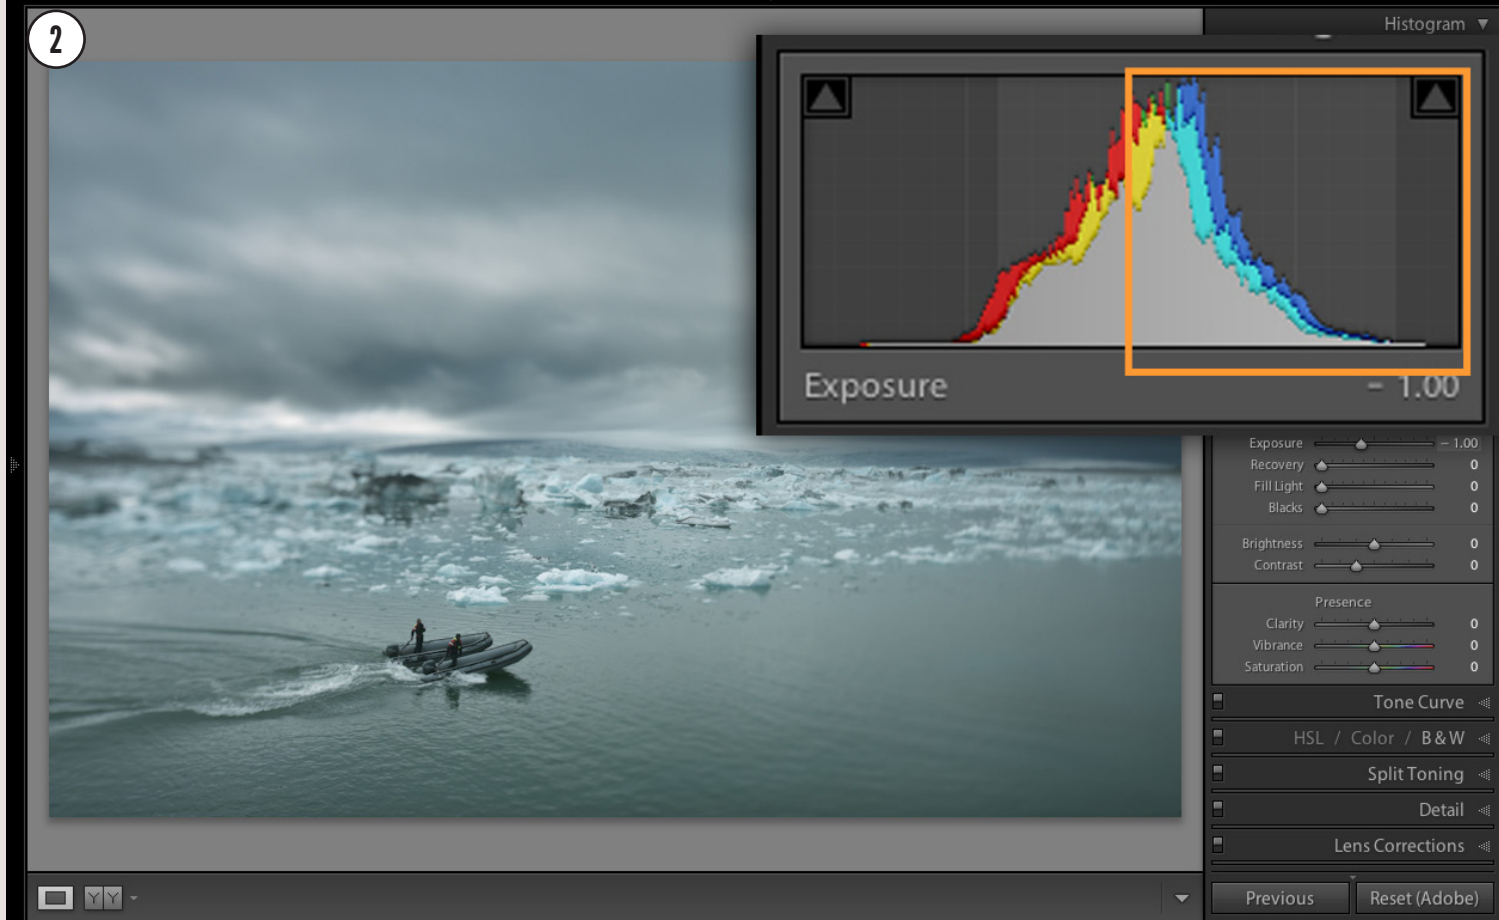 2
Histogram
Exposure - 1.00
Exposure - 1.00
Recovery 0
Fill Light 0
Blacks 0
Brightness 0
Contrast 0
Presence
Clarity 0
Vibrance 0
Saturation 0
Tone Curve
HSL / Color / B & W
Split Toning
Detail
Lens Corrections
Y Y
Previous Reset (Adobe)